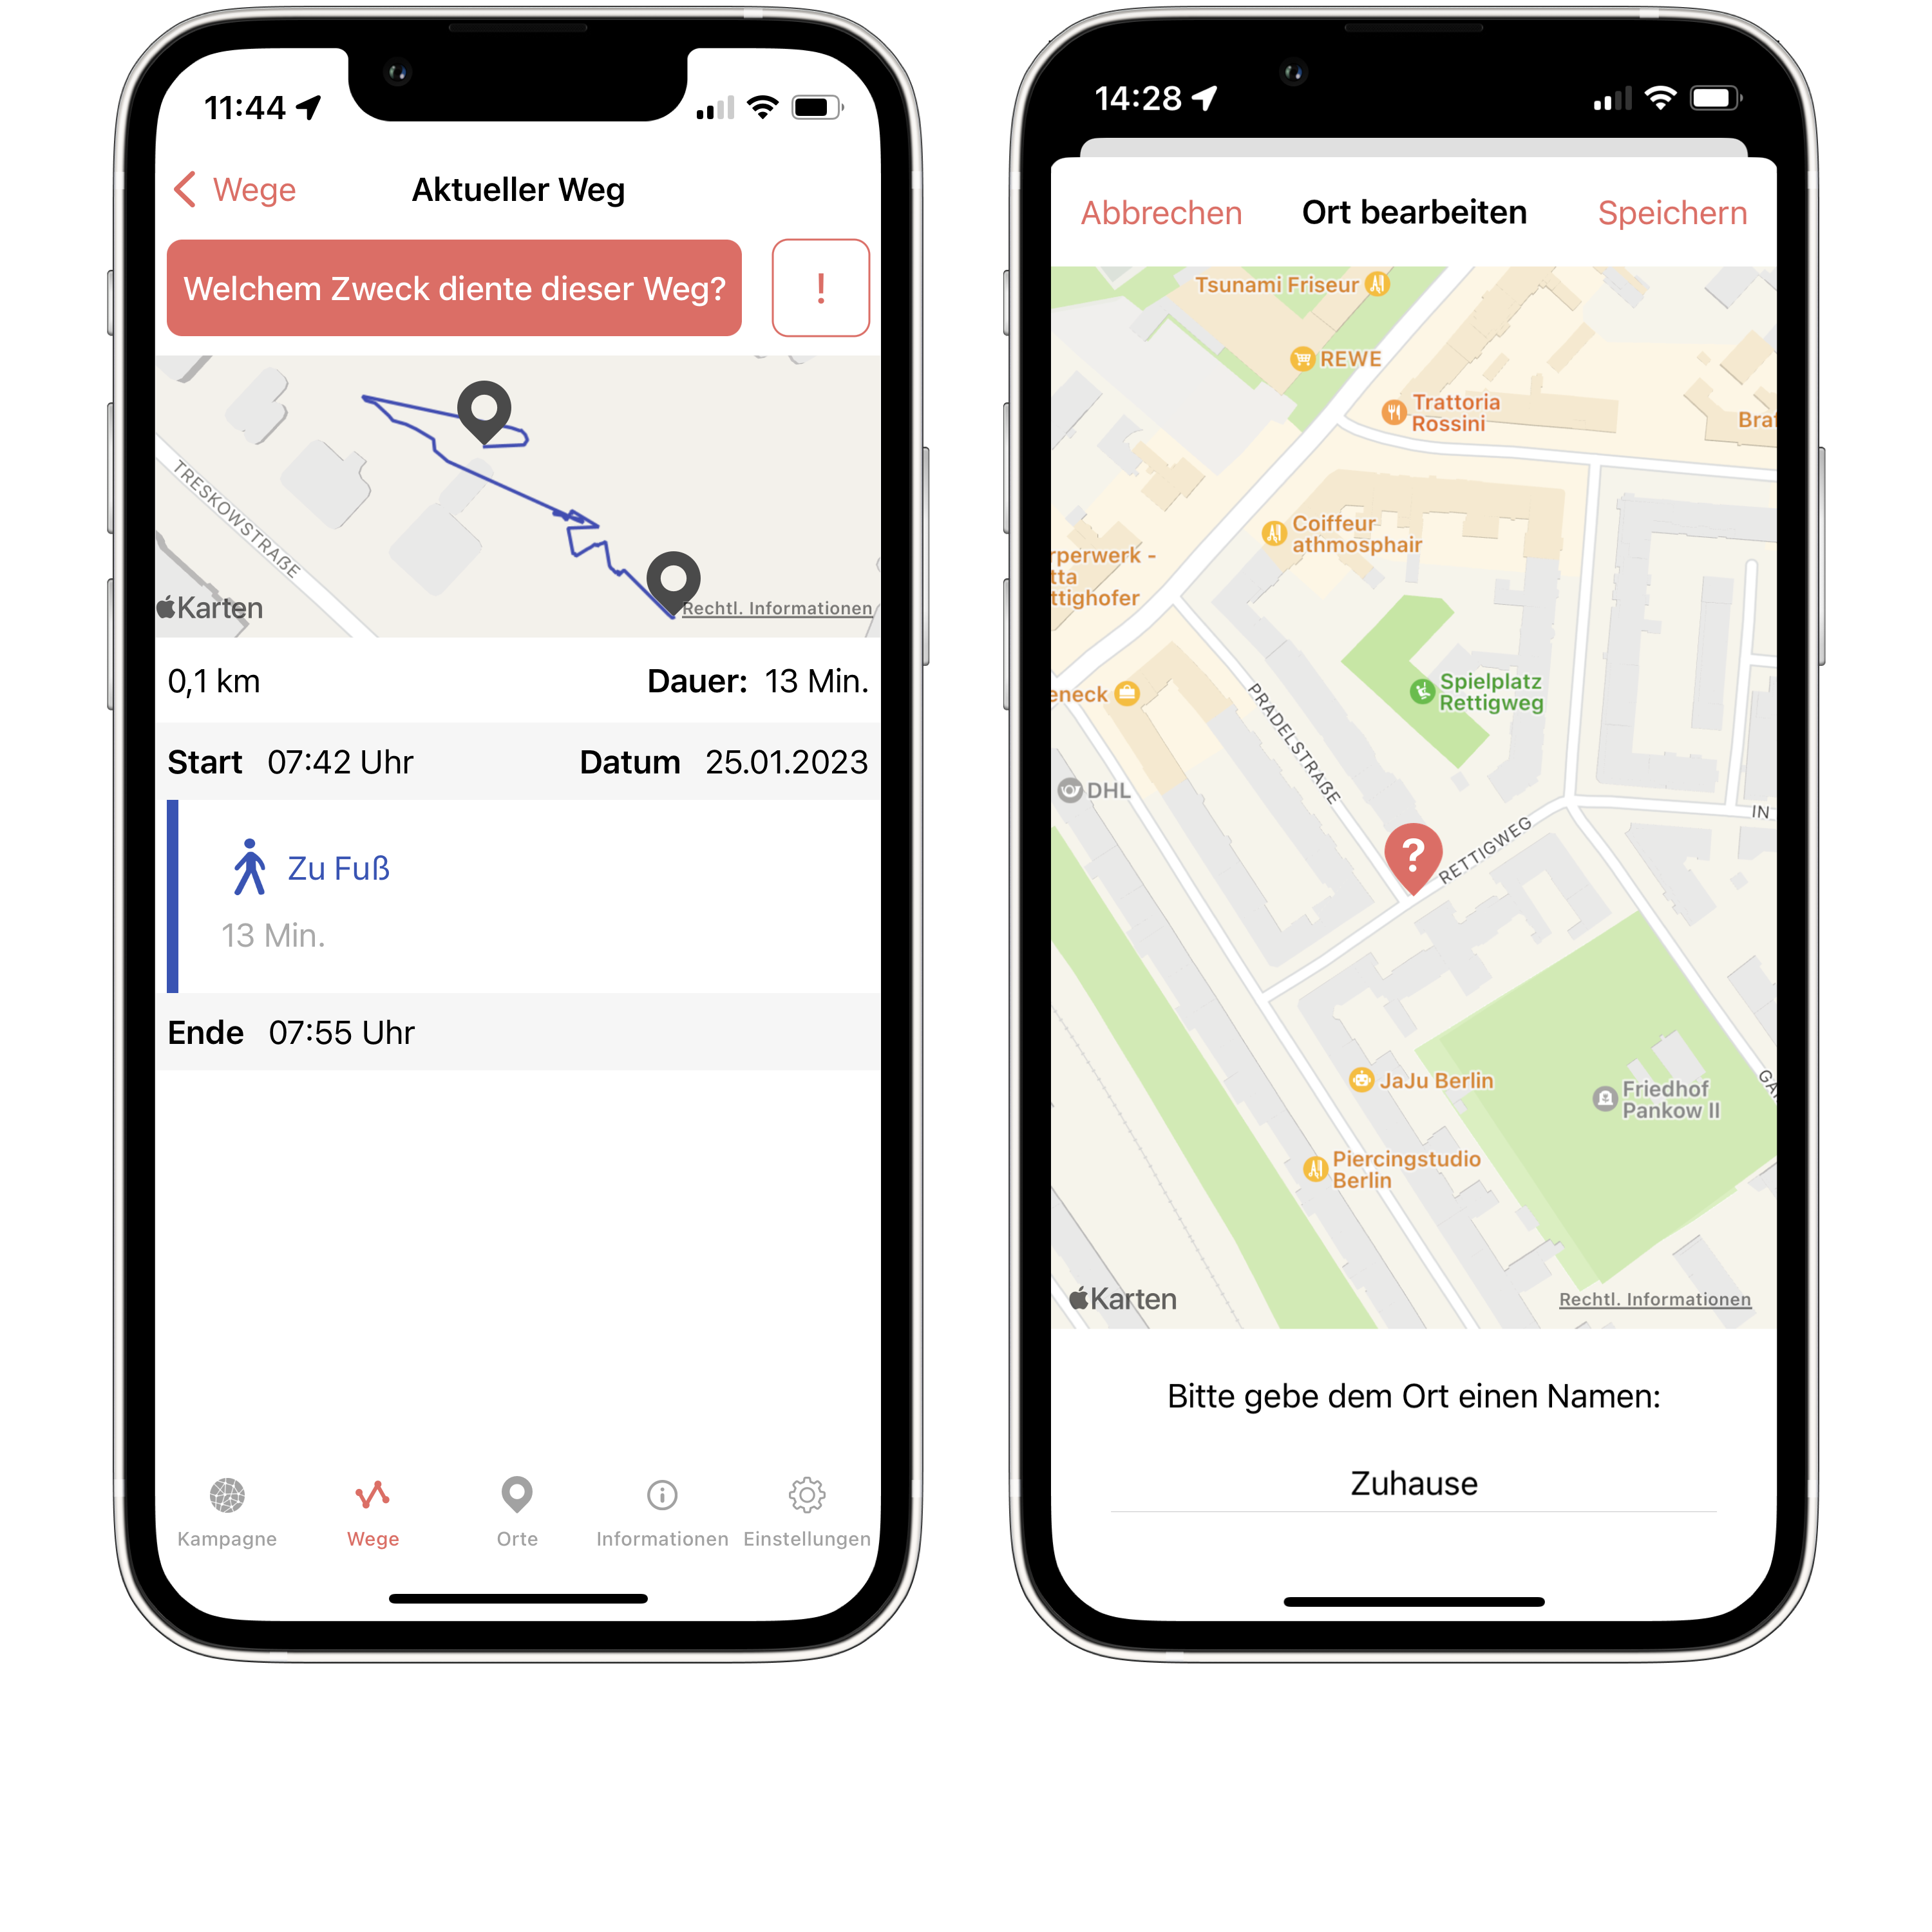 11:44
Wege
Aktueller Weg
Welchem Zweck diente dieser Weg?
!
TRESKOWSTRAẞE
Karten
Rechtl. Informationen
0,1 km
Dauer: 13 Min.
Start 07:42 Uhr
Datum 25.01.2023
Zu Fuß
13 Min.
Ende 07:55 Uhr
Kampagne
Wege
Orte
Informationen
Einstellungen
14:28
Abbrechen
Ort bearbeiten
Speichern
Tsunami Friseur
REWE
Trattoria
Rossini
Braf
Coiffeur
athmosphair
rperwerk -
tta
ttighofer
eneck
Spielplatz
Rettigweg
PRADELSTRAẞE
DHL
IN
?
RETTIGWEG
JaJu Berlin
Friedhof
Pankow II
GA
Piercingstudio
Berlin
Karten
Rechtl. Informationen
Bitte gebe dem Ort einen Namen:
Zuhause